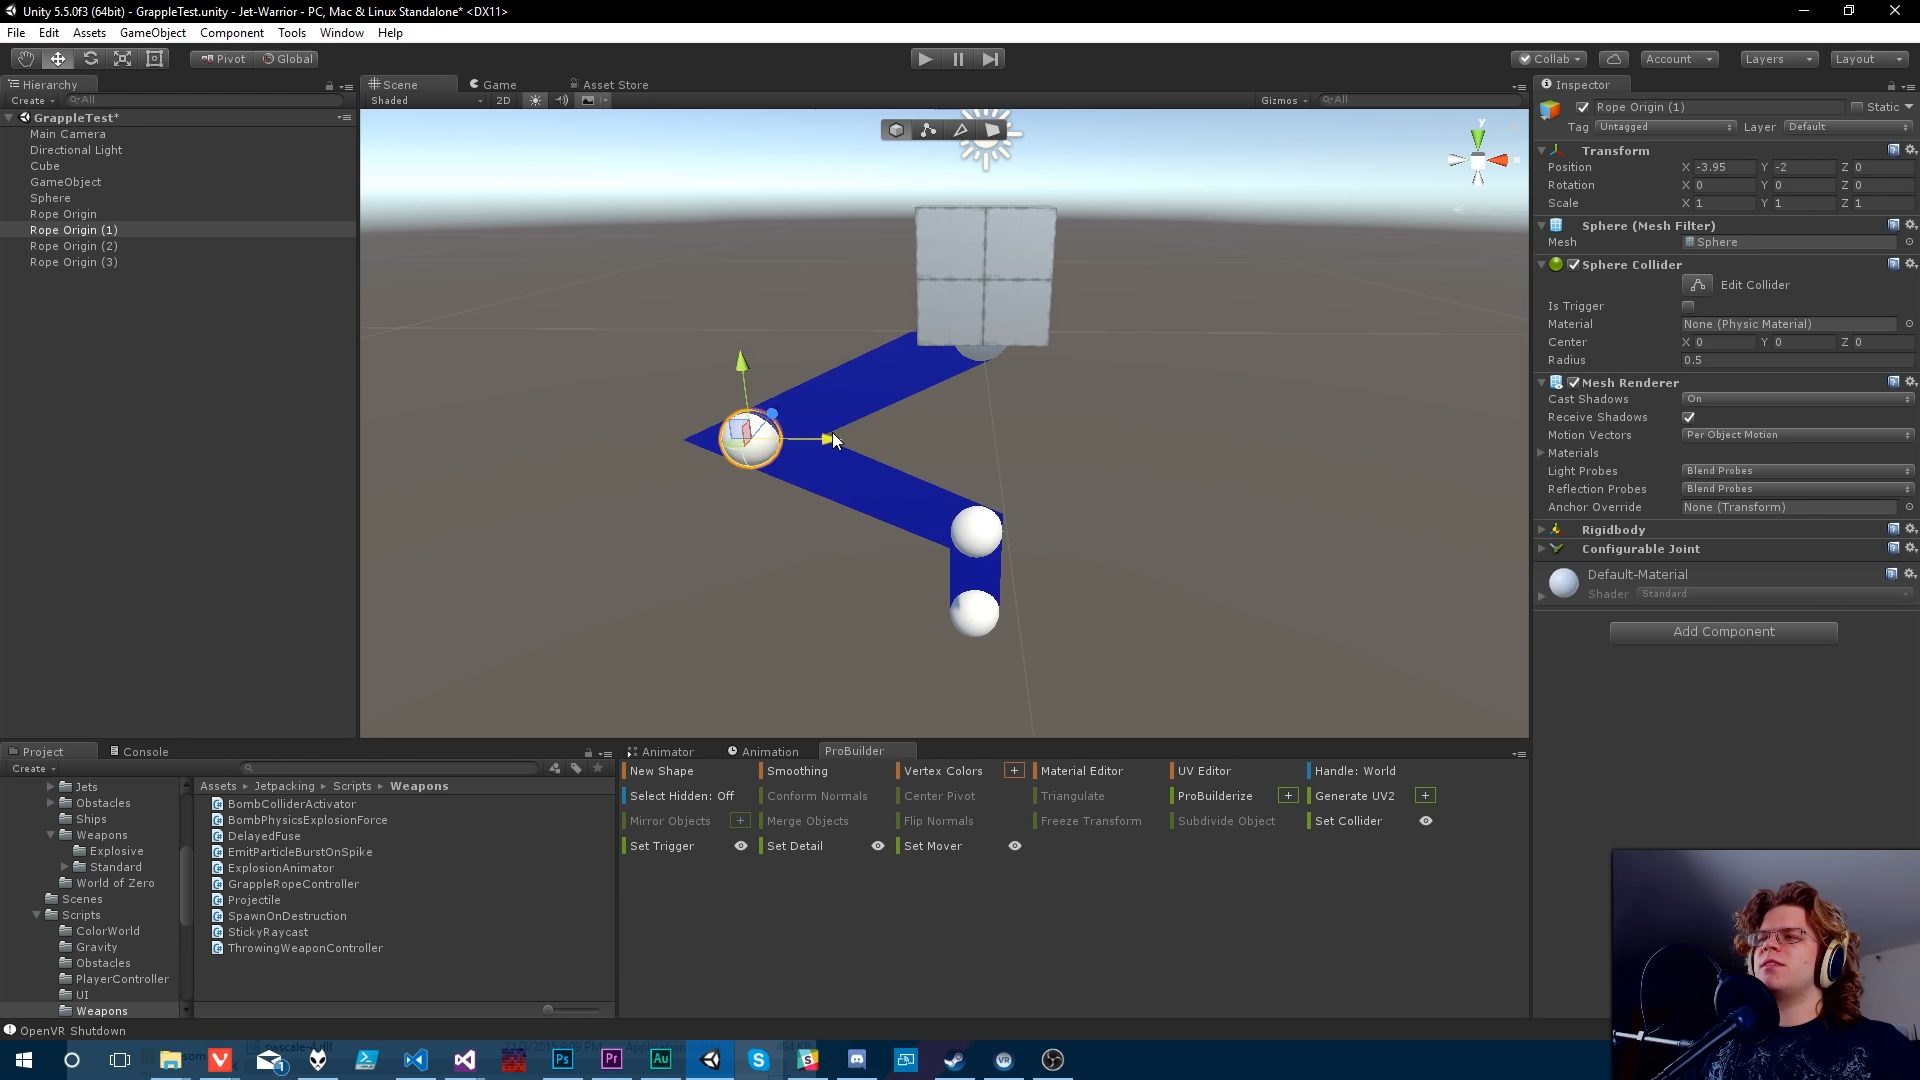 Unity 5.5.0f3 (64bit) - GrappleTest.unity - Jet-Warrior - PC, Mac & Linux Standalone* <DX11>
File Edit Assets GameObject Component Tools Window Help
Pivot Global Collab Account Layers Layout
Hierarchy
Create All
GrappleTest*
Main Camera
Directional Light
Cube
GameObject
Sphere
Rope Origin
Rope Origin (1)
Rope Origin (2)
Rope Origin (3)
Scene Game Asset Store
Shaded 2D Gizmos All
y
x
Inspector
Rope Origin (1) Static
Tag Untagged Layer Default
Transform
Position X -3.95 Y -2 Z 0
Rotation X 0 Y 0 Z 0
Scale X 1 Y 1 Z 1
Sphere (Mesh Filter)
Mesh Sphere
Sphere Collider
Edit Collider
Is Trigger
Material None (Physic Material)
Center X 0 Y 0 Z 0
Radius 0.5
Mesh Renderer
Cast Shadows On
Receive Shadows
Motion Vectors Per Object Motion
Materials
Light Probes Blend Probes
Reflection Probes Blend Probes
Anchor Override None (Transform)
Rigidbody
Configurable Joint
Default-Material
Shader Standard
Add Component
Project Console
Create
Jets
Obstacles
Ships
Weapons
Explosive
Standard
World of Zero
Scenes
Scripts
ColorWorld
Gravity
Obstacles
PlayerController
UI
Weapons
Assets Jetpacking Scripts Weapons
BombColliderActivator
BombPhysicsExplosionForce
DelayedFuse
EmitParticleBurstOnSpike
ExplosionAnimator
GrappleRopeController
Projectile
SpawnOnDestruction
StickyRaycast
ThrowingWeaponController
Animator Animation ProBuilder
New Shape Smoothing Vertex Colors + Material Editor UV Editor Handle: World
Select Hidden: Off Conform Normals Center Pivot Triangulate ProBuilderize + Generate UV2 +
Mirror Objects + Merge Objects Flip Normals Freeze Transform Subdivide Object Set Collider
Set Trigger Set Detail Set Mover
OpenVR Shutdown
Ps Pr Au